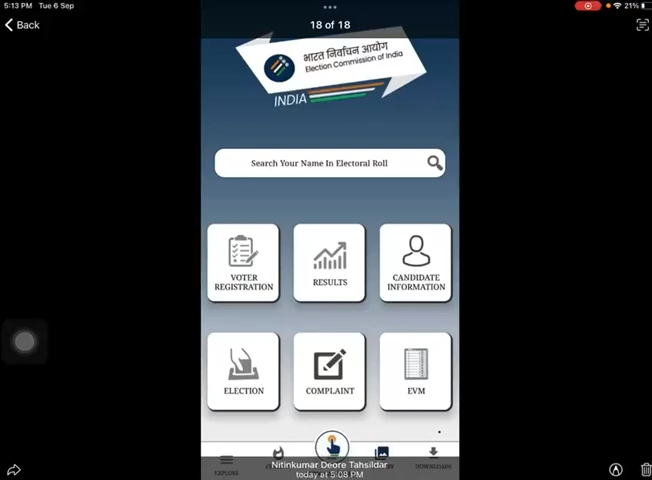 5:13 PM Tue 6 Sep
21%
Back
18 of 18
भारत निर्वाचन आयोग
Election Commission of India
INDIA
Search Your Name In Electoral Roll
VOTER
REGISTRATION
RESULTS
CANDIDATE
INFORMATION
ELECTION
COMPLAINT
EVM
EXPLORE
DOWNLOADS
Nitinkumar Deore Tahsildar
today at 5:08 PM